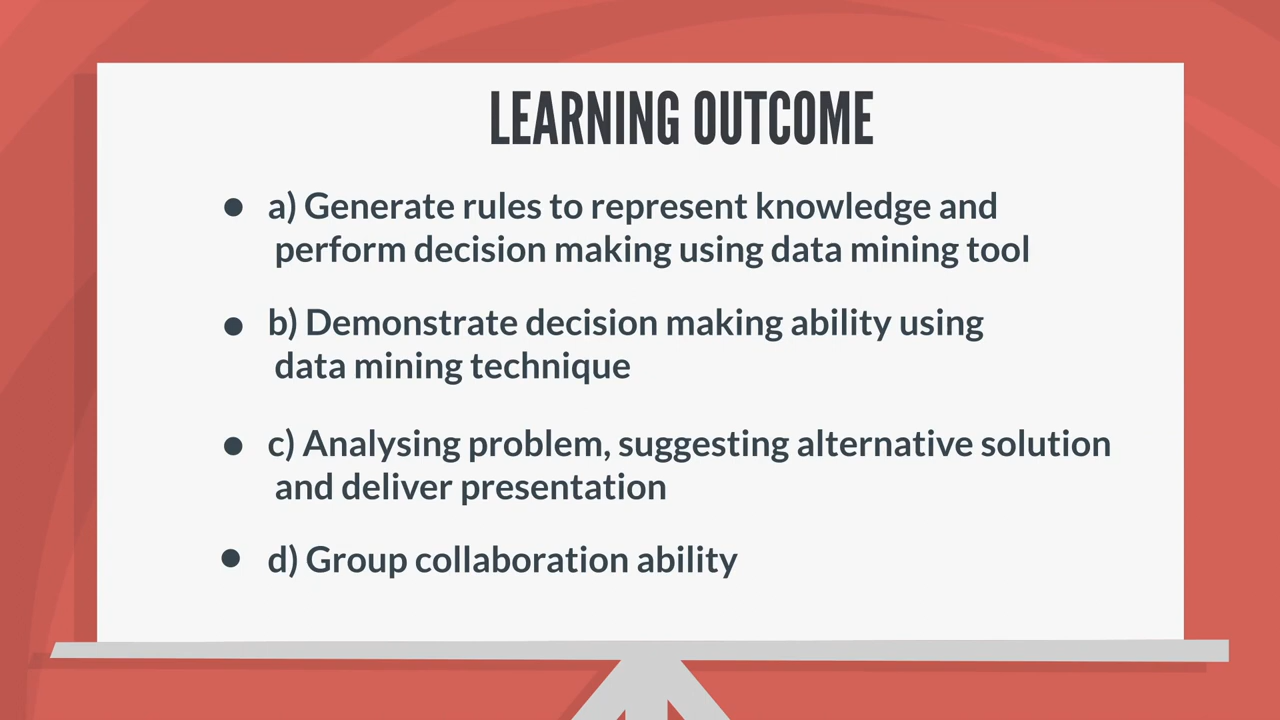 LEARNING OUTCOME
• a) Generate rules to represent knowledge and
perform decision making using data mining tool
• b) Demonstrate decision making ability using
data mining technique
• c) Analysing problem, suggesting alternative solution
and deliver presentation
• d) Group collaboration ability